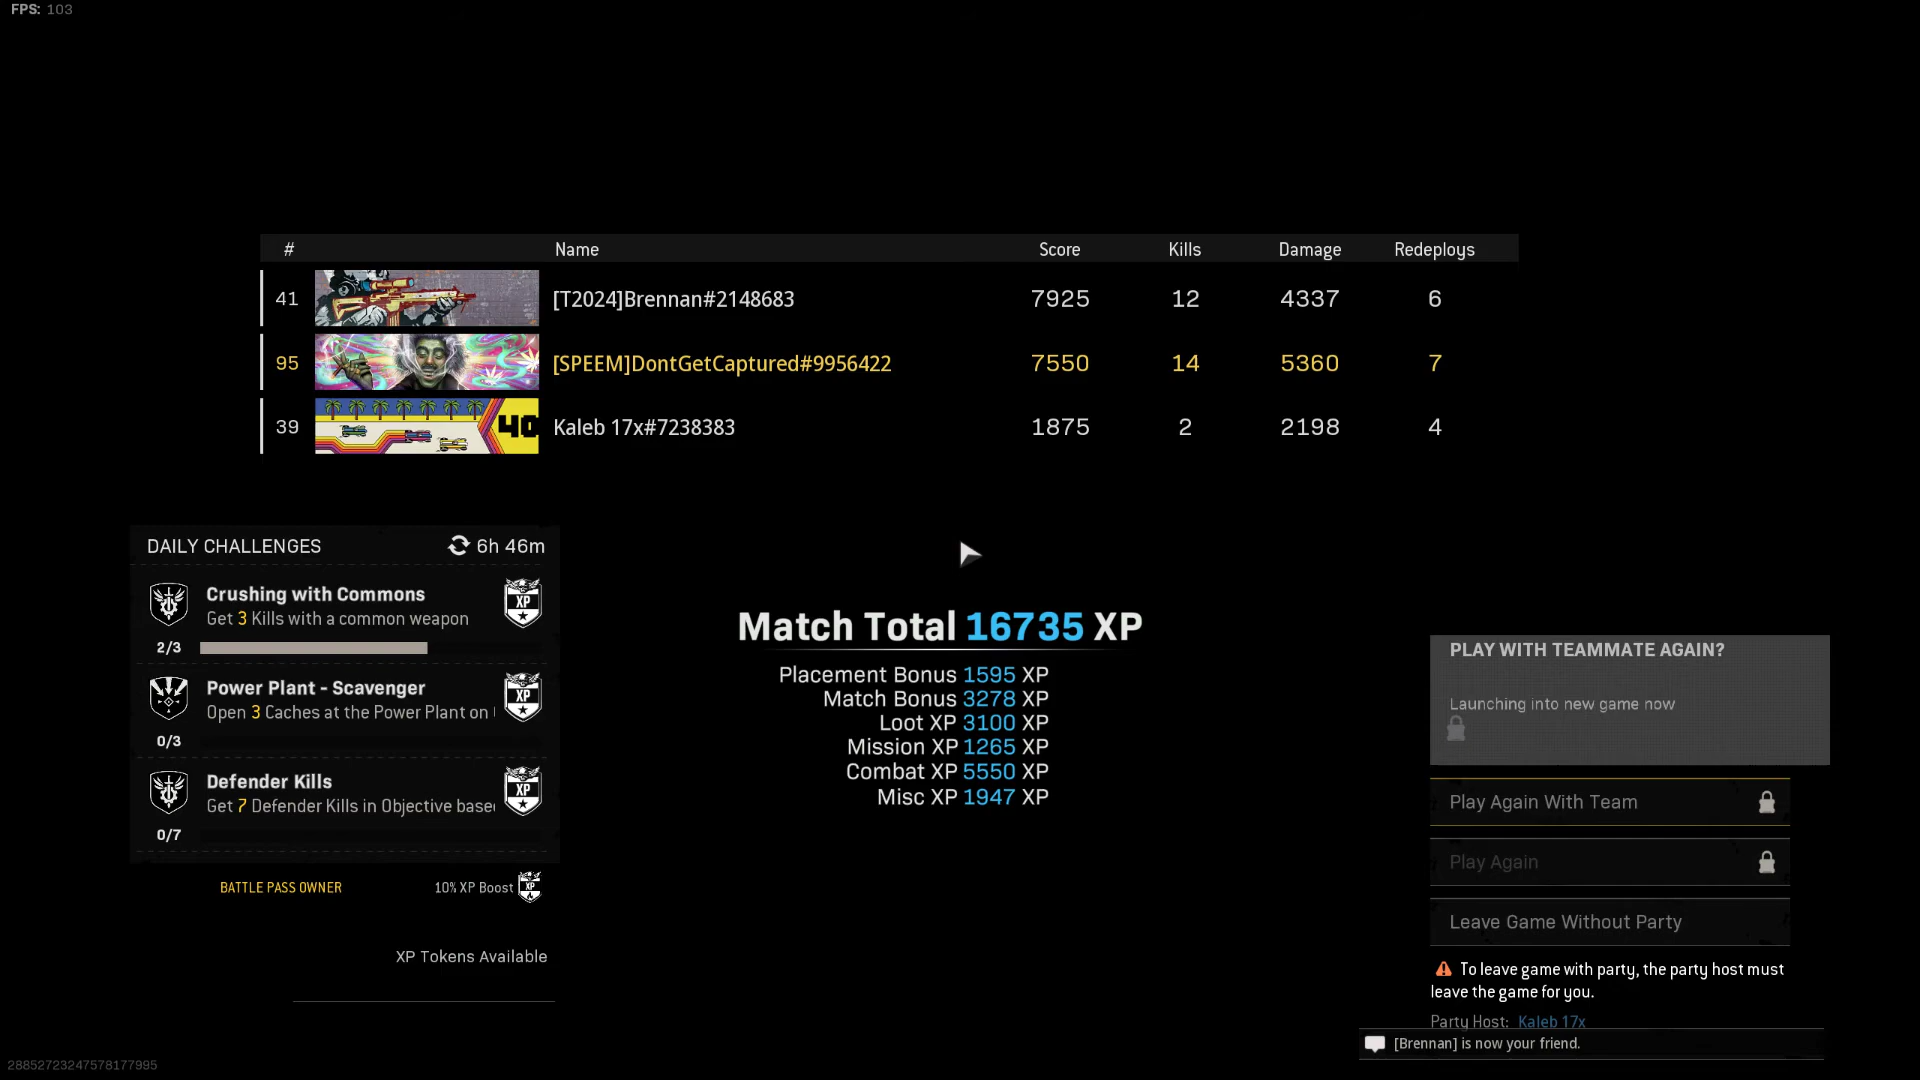 FPS: 103
# Name Score Kills Damage Redeploys
41 [T2024]Brennan#2148683 7925 12 4337 6
95 [SPEEM]DontGetCaptured#9956422 7550 14 5360 7
39 40 Kaleb 17x#7238383 1875 2 2198 4
DAILY CHALLENGES 6h 46m
Crushing with Commons
Get 3 Kills with a common weapon
XP
2/3
Power Plant - Scavenger
Open 3 Caches at the Power Plant on
XP
0/3
Defender Kills
Get 7 Defender Kills in Objective base
XP
0/7
BATTLE PASS OWNER 10% XP Boost XP
XP Tokens Available
Match Total 16735 XP
Placement Bonus 1595 XP
Match Bonus 3278 XP
Loot XP 3100 XP
Mission XP 1265 XP
Combat XP 5550 XP
Misc XP 1947 XP
PLAY WITH TEAMMATE AGAIN?
Launching into new game now
Play Again With Team
Play Again
Leave Game Without Party
To leave game with party, the party host must
leave the game for you.
Party Host: Kaleb 17x
[Brennan] is now your friend.
28852723247578177995